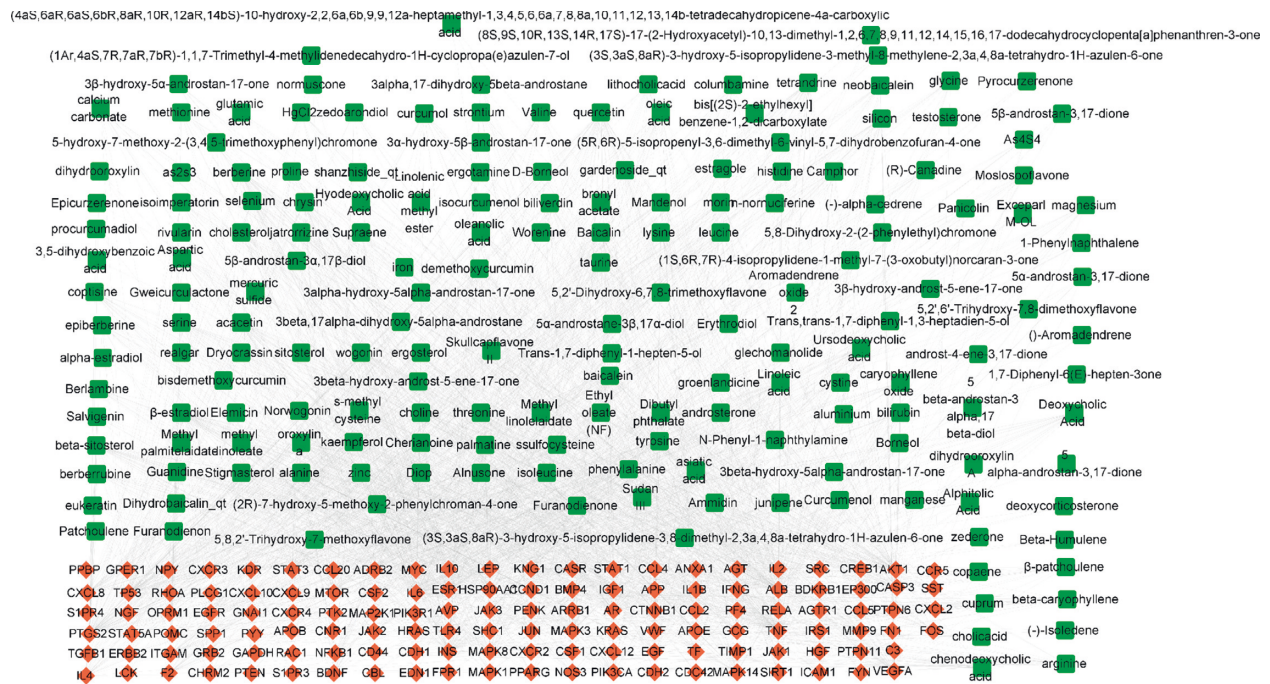 (4aS,6aR,6aS,6bR,8aR,10R,12aR,14bS)-10-hydroxy-2,2,6a,6b,9,9,12a-heptamethyl-1,3,4,5,6,6a,7,8,8a,10,11,12,13,14b-tetradecahydropicene-4a-carboxylic
acid
(8S,9S,10R,13S,14R,17S)-17-(2-Hydroxyacetyl)-10,13-dimethyl-1,2,6,7,8,9,11,12,14,15,16,17-dodecahydrocyclopenta[a]phenanthren-3-one
(1Ar,4aS,7R,7aR,7bR)-1,1,7-Trimethyl-4-methylidenedecahydro-1H-cyclopropa(e)azulen-7-ol (3S,3aS,8aR)-3-hydroxy-5-isopropylidene-3-methyl-8-methylene-2,3a,4,8a-tetrahydro-1H-azulen-6-one
3β-hydroxy-5α-androstan-17-one normuscone 3alpha,17-dihydroxy-5beta-androstane lithocholicacid columbamine tetrandrine neobaicalein glycine Pyrocurzerenone
calcium carbonate methionine glutamic acid HgCl2 zedoarondiol curcumol strontium Valine quercetin oleic acid bis[(2S)-2-ethylhexyl] benzene-1,2-dicarboxylate silicon testosterone 5β-androstan-3,17-dione
5-hydroxy-7-methoxy-2-(3,4,5-trimethoxyphenyl)chromone 3α-hydroxy-5β-androstan-17-one (5R,6R)-5-isopropenyl-3,6-dimethyl-6-vinyl-5,7-dihydrobenzofuran-4-one As4S4
dihydrooroxylin as2s3 berberine proline shanzhiside_qt Linolenic acid methyl ester ergotamine D-Borneol gardenoside_qt estragole histidine Camphor (R)-Canadine Moslosooflavone
Epicurzerenone isoimperatorin selenium chrysin Hyodeoxycholic Acid isocurcumenol biliverdin bronyl acetate Mandenol morin n-nornuciferine (-)-alpha-cedrene Panicolin Exceparl M-OL magnesium
procurcumadiol rivularin cholesterol jatrorrizine Supraene oleanolic acid Worenine Baicalin lysine leucine 5,8-Dihydroxy-2-(2-phenylethyl)chromone 1-Phenylnaphthalene
3,5-dihydroxybenzoic acid Aspartic acid 5β-androstan-3α,17β-diol iron demethoxycurcumin taurine (1S,6R,7R)-4-isopropylidene-1-methyl-7-(3-oxobutyl)norcaran-3-one 5α-androstan-3,17-dione
coptisine Gweicurculactone mercuric sulfide 3alpha-hydroxy-5alpha-androstan-17-one 5,2'-Dihydroxy-6,7,8-trimethoxyflavone Aromadendrene oxide 2 3β-hydroxy-androst-5-ene-17-one 5,2',6'-Trihydroxy-7,8-dimethoxyflavone
epiberberine serine acacetin 3beta,17alpha-dihydroxy-5alpha-androstane 5α-androstane-3β,17α-diol Erythrodiol Trans,trans-1,7-diphenyl-1,3-heptadien-5-ol ()-Aromadendrene
alpha-estradiol realgar Dryocrassin sitosterol wogonin ergosterol Skullcapflavone II Trans-1,7-diphenyl-1-hepten-5-ol glechomanolide Ursodeoxycholic acid androst-4-ene-3,17-dione
Berlambine bisdemethoxycurcumin 3beta-hydroxy-androst-5-ene-17-one baicalein groenlandicine Linoleic acid cystine caryophyllene oxide 5 beta-androstan-3 alpha,17 beta-diol 1,7-Diphenyl-6(E)-hepten-3one
Salvigenin β-estradiol Elemicin Norwogonin s-methyl cysteine choline threonine Methyl linolelaidate Ethyl oleate (NF) Dibutyl phthalate androsterone aluminium bilirubin Deoxycholic Acid
beta-sitosterol Methyl palmitelaidate methyl linoleate oroxylin a kaempferol Cherianoine palmatine ssulfocysteine tyrosine N-Phenyl-1-naphthylamine Borneol
berberrubine Guanidine Stigmasterol alanine zinc Diop Alnusone isoleucine phenylalanine asiatic acid 3beta-hydroxy-5alpha-androstan-17-one dihydrooroxylin A 5 alpha-androstan-3,17-dione
eukeratin Dihydrobaicalin_qt (2R)-7-hydroxy-5-methoxy-2-phenylchroman-4-one Furanodienone Sudan III Ammidin junipene Curcumenol manganese Alphitolic Acid deoxycorticosterone
Patchoulene Furanodienon 5,8,2'-Trihydroxy-7-methoxyflavone (3S,3aS,8aR)-3-hydroxy-5-isopropylidene-3,8-dimethyl-2,3a,4,8a-tetrahydro-1H-azulen-6-one zederone Beta-Humulene
PPBP GPER1 NPY CXCR3 KDR STAT3 CCL20 ADRB2 MYC IL10 LEP KNG1 CASR STAT1 CCL4 ANXA1 AGT IL2 SRC CREB1 AKT1 CCR5 copaene β-patchoulene
CXCL8 TP53 RHOA PLCG1 CXCL10 CXCL9 MTOR CSF2 IL6 ESR1 HSP90AA1 CCND1 BMP4 IGF1 APP IL1B IFNG ALB BDKRB1 EP300 CASP3 SST
S1PR4 NGF OPRM1 EGFR GNAI1 CXCR4 PTK2 MAP2K1 PIK3R1 AVP JAK3 PENK ARRB1 AR CTNNB1 CCL2 PF4 RELA AGTR1 CCL5 PTPN6 CXCL2 cuprum beta-caryophyllene
PTGS2 STAT5A POMC SPP1 PYY APOB CNR1 JAK2 HRAS TLR4 SHC1 JUN MAPK3 KRAS VWF APOE GCG TNF IRS1 MMP9 FN1 FOS cholicacid (-)-Isoledene
TGFB1 ERBB2 ITGAM GRB2 GAPDH RAC1 NFKB1 CD44 CDH1 INS MAPK8 CXCR2 CSF1 CXCL12 EGF TF TIMP1 JAK1 HGF PTPN11 C3 chenodeoxycholic acid arginine
IL4 LCK F2 CHRM2 PTEN S1PR3 BDNF GBL EDN1 FPR1 MAPK1 PPARG NOS3 PIK3CA CDH2 CDC42 MAPK14 SIRT1 ICAM1 FYN VEGFA